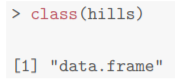 > class(hills)
[1] "data.frame"